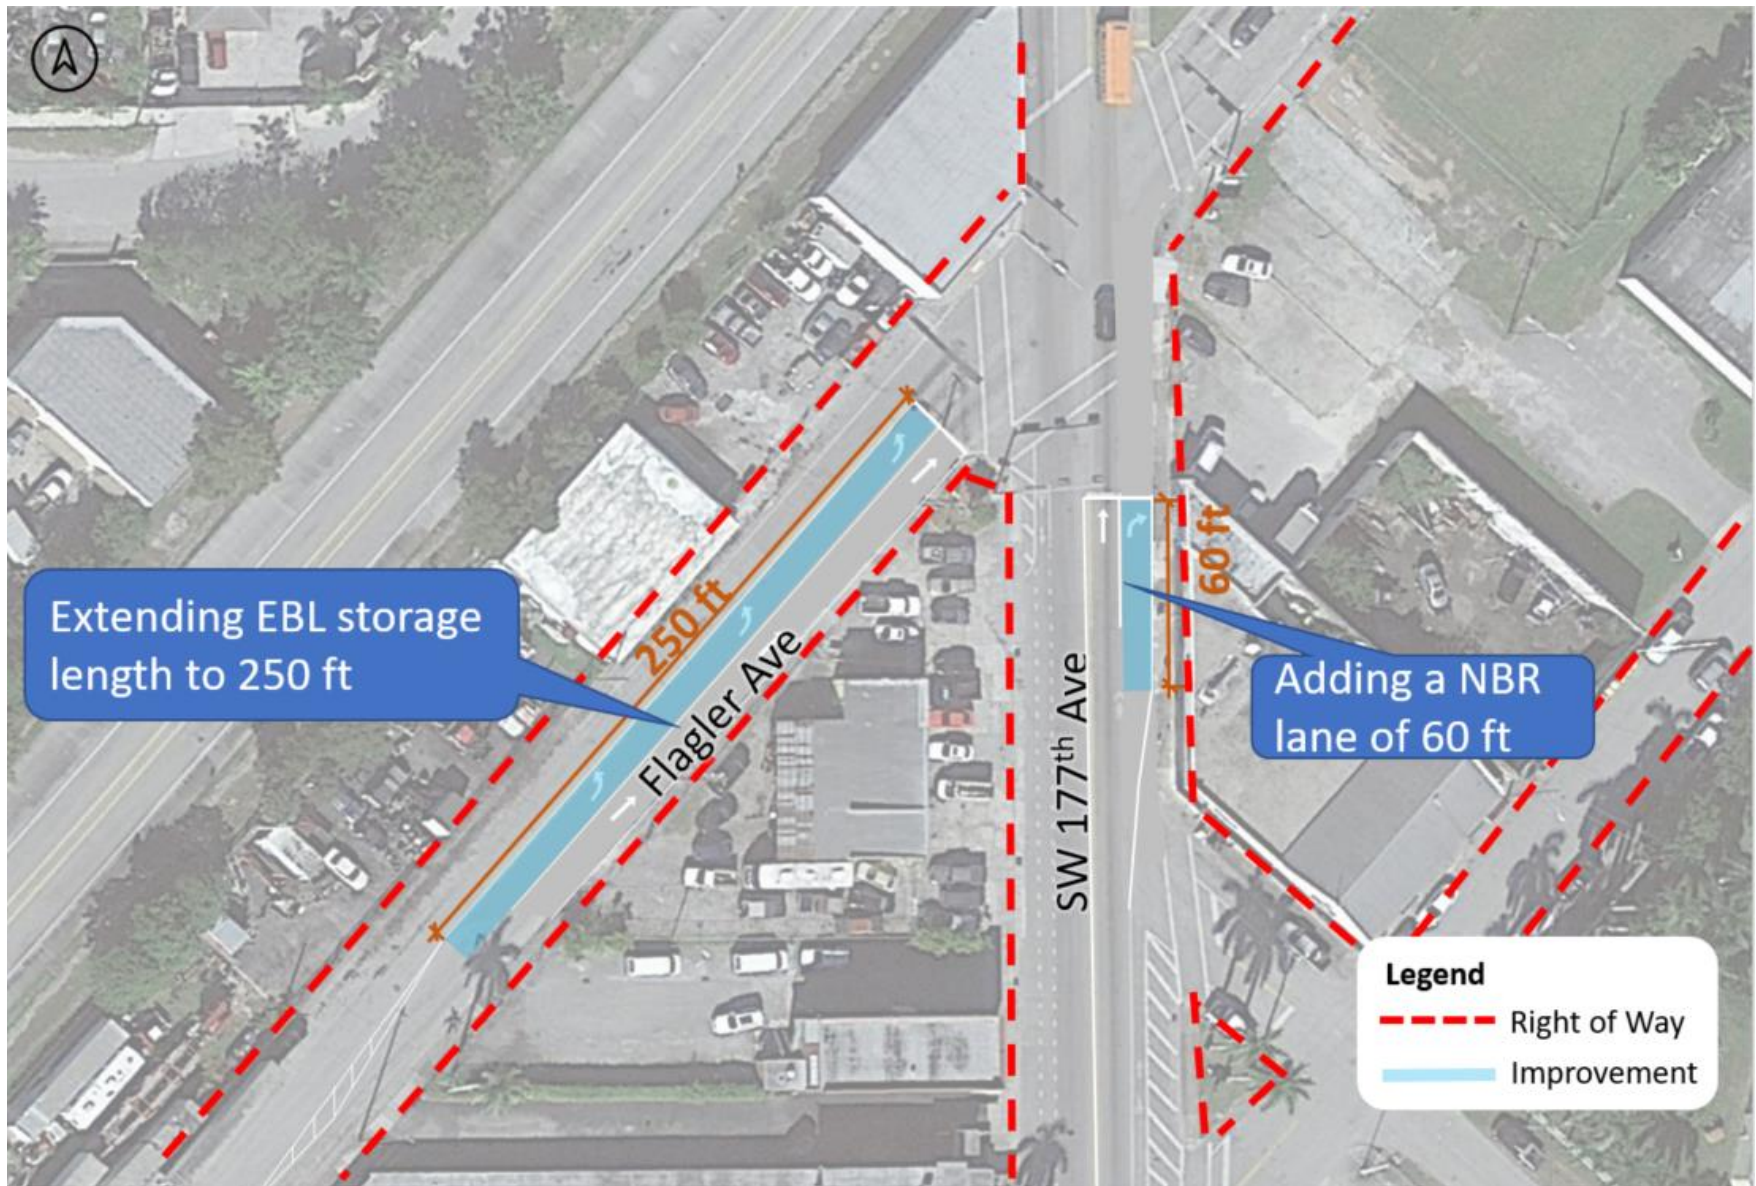 Extending EBL storage
length to 250 ft
250 ft
Flagler Ave
SW 177th Ave
60 ft
Adding a NBR
lane of 60 ft
Legend
Right of Way
Improvement